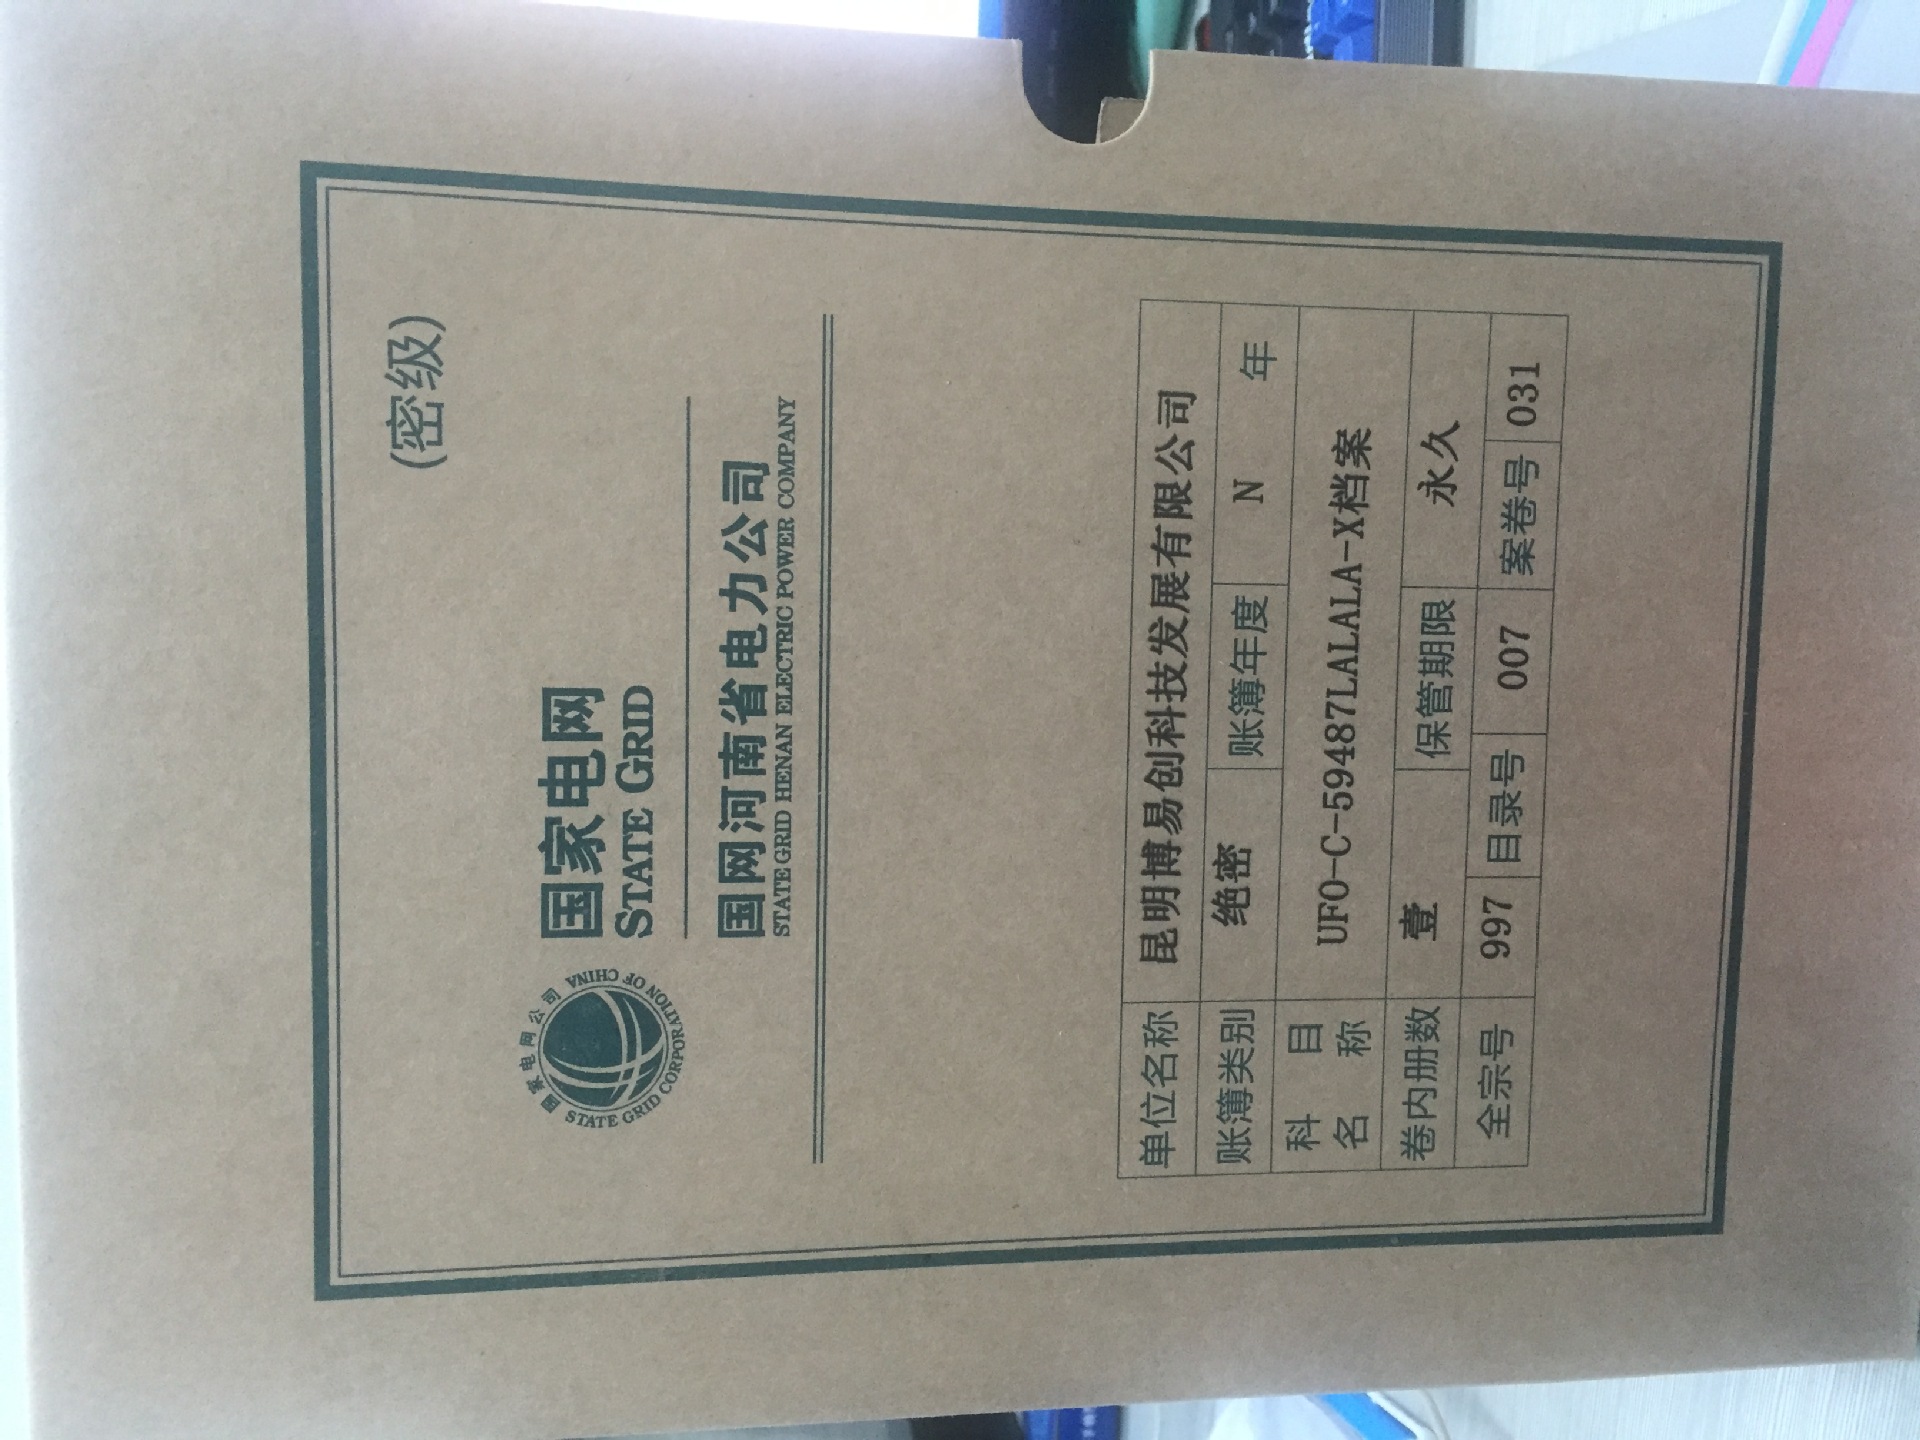 (密级)
国家电网公司
STATE GRID CORPORATION OF CHINA
国家电网
STATE GRID
国网河南省电力公司
STATE GRID HENAN ELECTRIC POWER COMPANY
单位名称 昆明博易创科技发展有限公司
账簿类别 绝密 账簿年度 N 年
科目名称 UFO-C-59487LALALA-X档案
卷内册数 壹 保管期限 永久
全宗号 997 目录号 007 案卷号 031